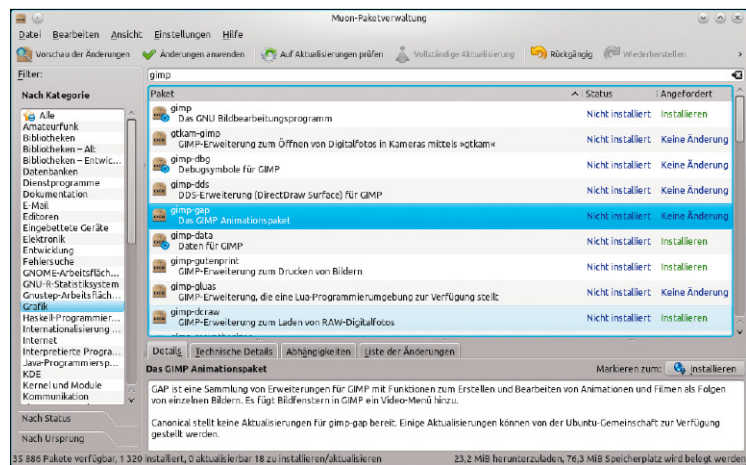 Muon-Paketverwaltung
Datei Bearbeiten Ansicht Einstellungen Hilfe
Vorschau der Änderungen Änderungen anwenden Auf Aktualisierungen prüfen Vollständige Aktualisierung Rückgängig Wiederherstellen
Filter:
gimp
Nach Kategorie
Alle
Amateurfunk
Bibliotheken
Bibliotheken – Alt
Bibliotheken – Entwic...
Datenbanken
Dienstprogramme
Dokumentation
E-Mail
Editoren
Eingebettete Geräte
Elektronik
Entwicklung
Fehlersuche
GNOME-Arbeitsfläch...
GNU-R-Statistiksystem
Gnustep-Arbeitsfläch...
Grafik
Haskell-Programmier...
Internationalisierung ...
Internet
Interpretierte Progra...
Java-Programmiersp...
KDE
Kernel und Module
Kommunikation
Nach Status
Nach Ursprung
Paket Status Angefordert
gimp
Das GNU Bildbearbeitungsprogramm
Nicht installiert Installieren
gtkam-gimp
GIMP-Erweiterung zum Öffnen von Digitalfotos in Kameras mittels »gtkam«
Nicht installiert Keine Änderung
gimp-dbg
Debugsymbole für GIMP
Nicht installiert Keine Änderung
gimp-dds
DDS-Erweiterung (DirectDraw Surface) für GIMP
Nicht installiert Keine Änderung
gimp-gap
Das GIMP Animationspaket
Nicht installiert Keine Änderung
gimp-data
Daten für GIMP
Nicht installiert Installieren
gimp-gutenprint
GIMP-Erweiterung zum Drucken von Bildern
Nicht installiert Installieren
gimp-gluas
GIMP-Erweiterung, die eine Lua-Programmierumgebung zur Verfügung stellt
Nicht installiert Keine Änderung
gimp-dcraw
GIMP-Erweiterung zum Laden von RAW-Digitalfotos
Nicht installiert Installieren
Details Technische Details Abhängigkeiten Liste der Änderungen
Das GIMP Animationspaket
Markieren zum: Installieren
GAP ist eine Sammlung von Erweiterungen für GIMP mit Funktionen zum Erstellen und Bearbeiten von Animationen und Filmen als Folgen
von einzelnen Bildern. Es fügt Bildfenstern in GIMP ein Video-Menü hinzu.
Canonical stellt keine Aktualisierungen für gimp-gap bereit. Einige Aktualisierungen können von der Ubuntu-Gemeinschaft zur Verfügung
gestellt werden.
35 886 Pakete verfügbar, 1 320 installiert, 0 aktualisierbar 18 zu installieren/aktualisieren
23,2 MiB herunterzuladen, 76,3 MiB Speicherplatz wird belegt werden